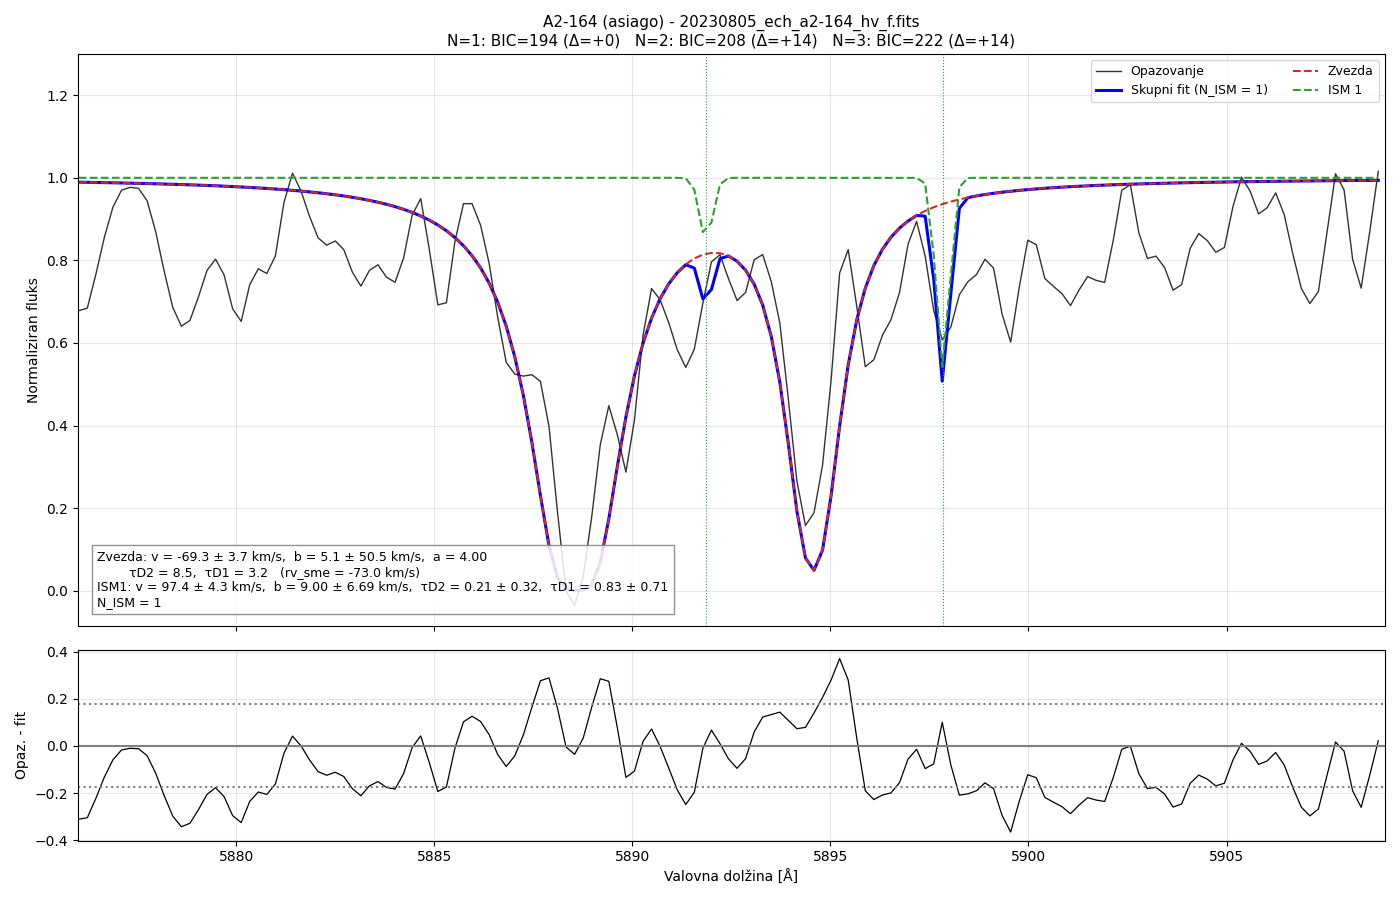 A2-164 (asiago) - 20230805_ech_a2-164_hv_f.fits
N=1: BIC=194 (Δ=+0)   N=2: BIC=208 (Δ=+14)   N=3: BIC=222 (Δ=+14)
Opazovanje
Skupni fit (N_ISM = 1)
Zvezda
ISM 1
Normaliziran fluks
1.2
1.0
0.8
0.6
0.4
0.2
0.0
Zvezda: v = -69.3 ± 3.7 km/s,  b = 5.1 ± 50.5 km/s,  a = 4.00
τD2 = 8.5,  τD1 = 3.2   (rv_sme = -73.0 km/s)
ISM1: v = 97.4 ± 4.3 km/s,  b = 9.00 ± 6.69 km/s,  τD2 = 0.21 ± 0.32,  τD1 = 0.83 ± 0.71
N_ISM = 1
Opaz. - fit
0.4
0.2
0.0
−0.2
−0.4
5880 5885 5890 5895 5900 5905
Valovna dolžina [Å]